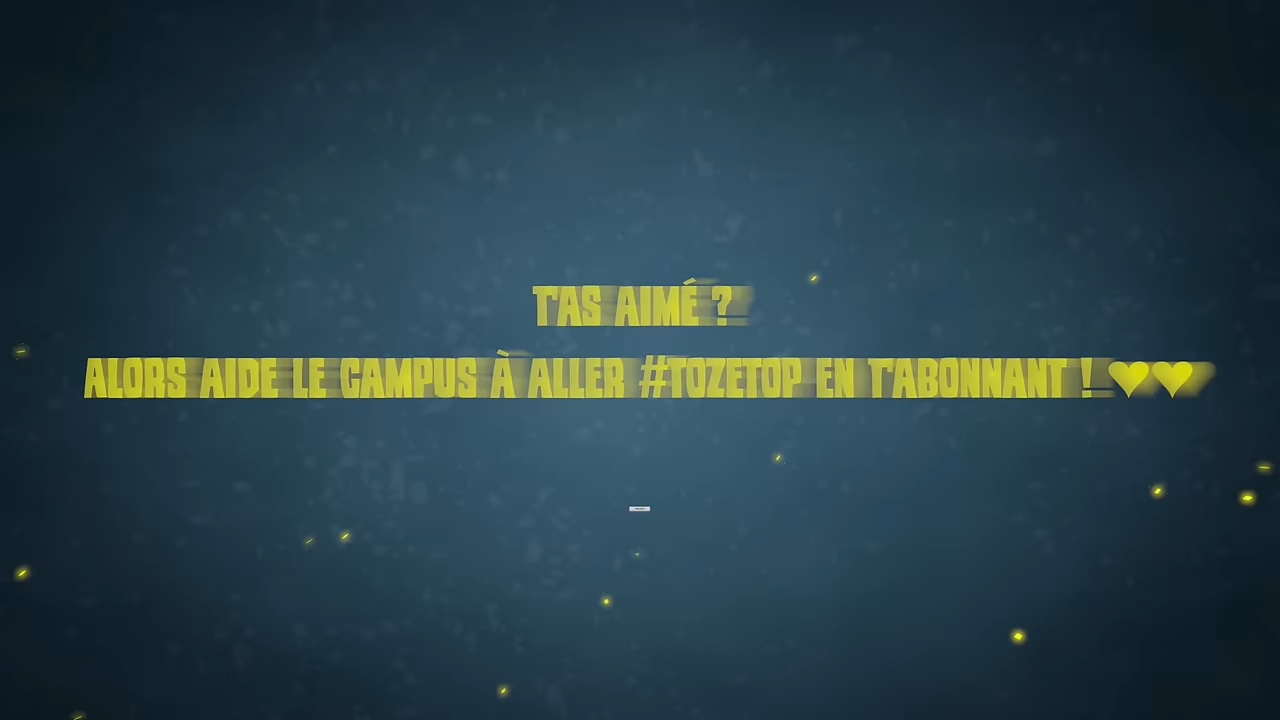 T'AS AIMÉ ?
ALORS AIDE LE CAMPUS À ALLER #TOZETOP EN T'ABONNANT ! ♥♥